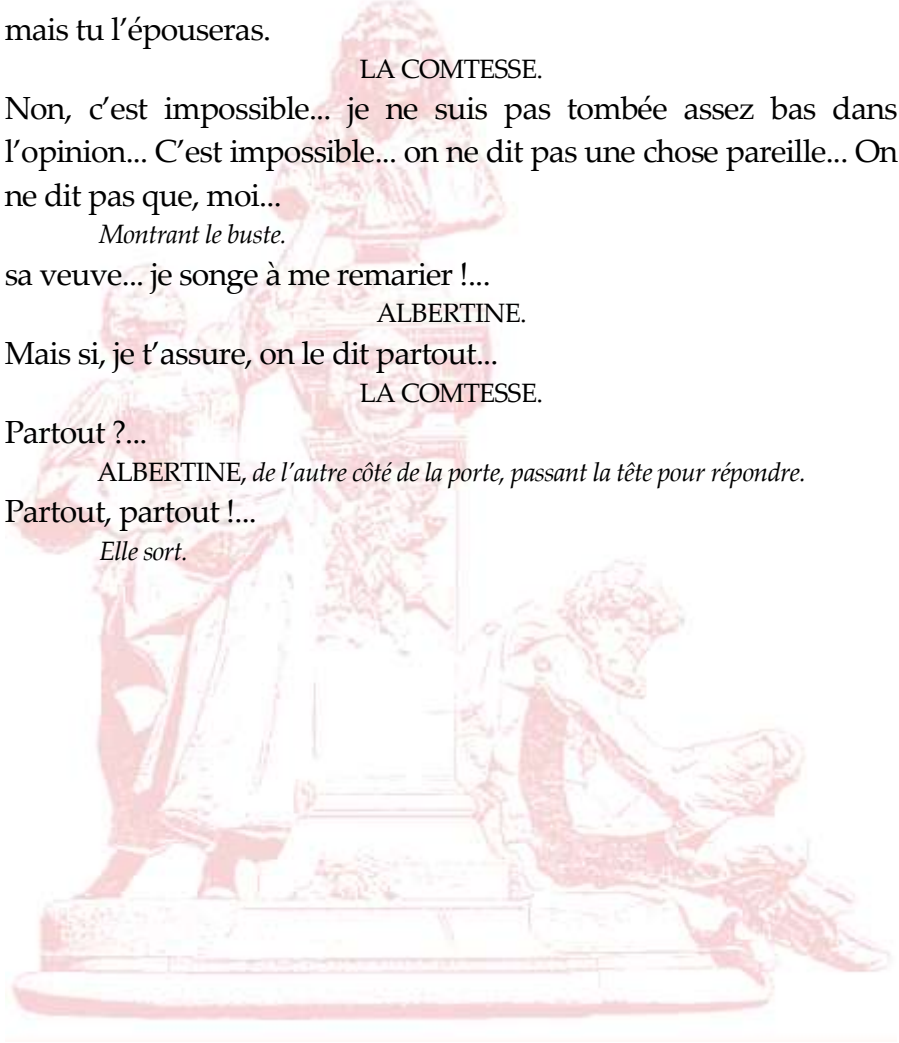 mais tu l’épouseras.
LA COMTESSE.
Non, c’est impossible... je ne suis pas tombée assez bas dans
l’opinion... C’est impossible... on ne dit pas une chose pareille... On
ne dit pas que, moi...
Montrant le buste.
sa veuve... je songe à me remarier !...
ALBERTINE.
Mais si, je t’assure, on le dit partout...
LA COMTESSE.
Partout ?...
ALBERTINE, de l’autre côté de la porte, passant la tête pour répondre.
Partout, partout !...
Elle sort.